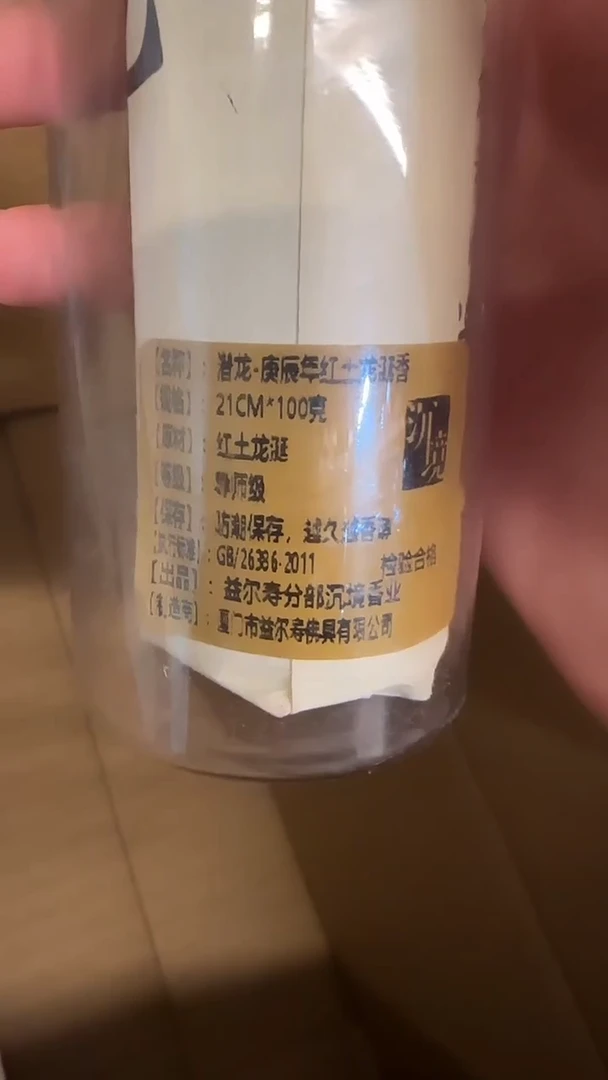 【名称】：潜龙-庚辰年红土龙涎香
【规格】：21CM*100克
【原材】：红土龙涎
【等级】：导师级
【保存】：防潮保存，越久越香醇
【执行标准】：GB/26386-2011 检验合格
【出品】：益尔寿分部沉境香业
【制造商】：厦门市益尔寿佛具有限公司
沉境